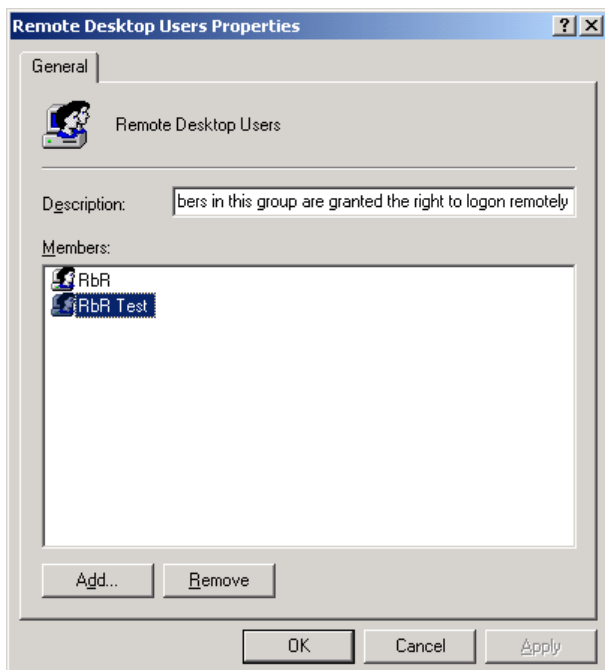 Remote Desktop Users Properties
General
Remote Desktop Users
Description: bers in this group are granted the right to logon remotely
Members:
RbR
RbR Test
Add... Remove
OK Cancel Apply